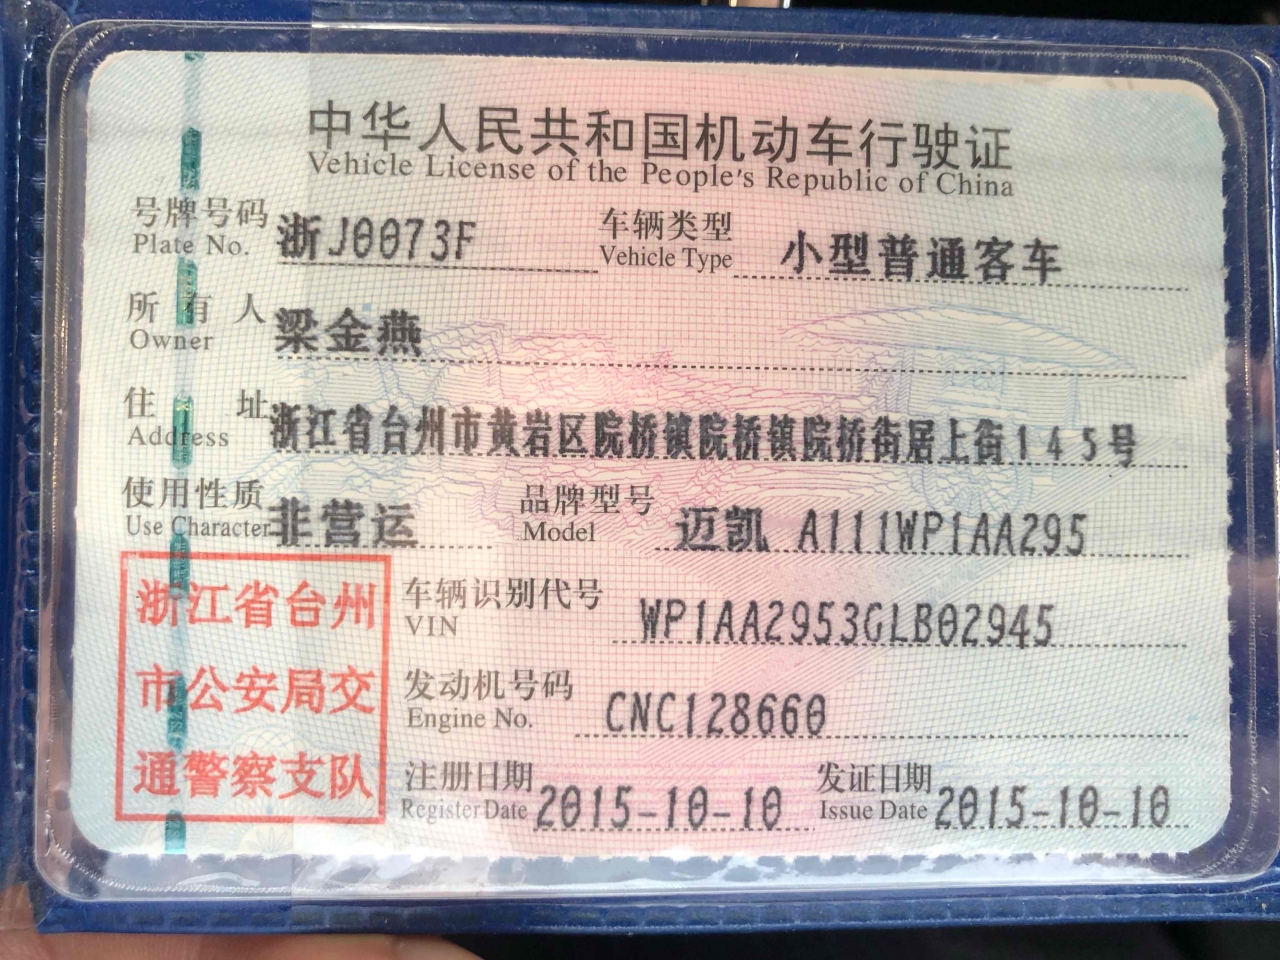 中华人民共和国机动车行驶证
Vehicle License of the People's Republic of China
号牌号码 浙J0073F 车辆类型 小型普通客车
Plate No. Vehicle Type
所有人 梁金燕
Owner
住址 浙江省台州市黄岩区院桥镇院桥镇院桥街居上街145号
Address
使用性质 非营运 品牌型号 迈凯 A111WP1AA295
Use Character Model
浙江省台州
市公安局交
通警察支队
车辆识别代号 WP1AA2953GLB02945
VIN
发动机号码 CNC128660
Engine No.
注册日期 2015-10-10 发证日期 2015-10-10
Register Date Issue Date